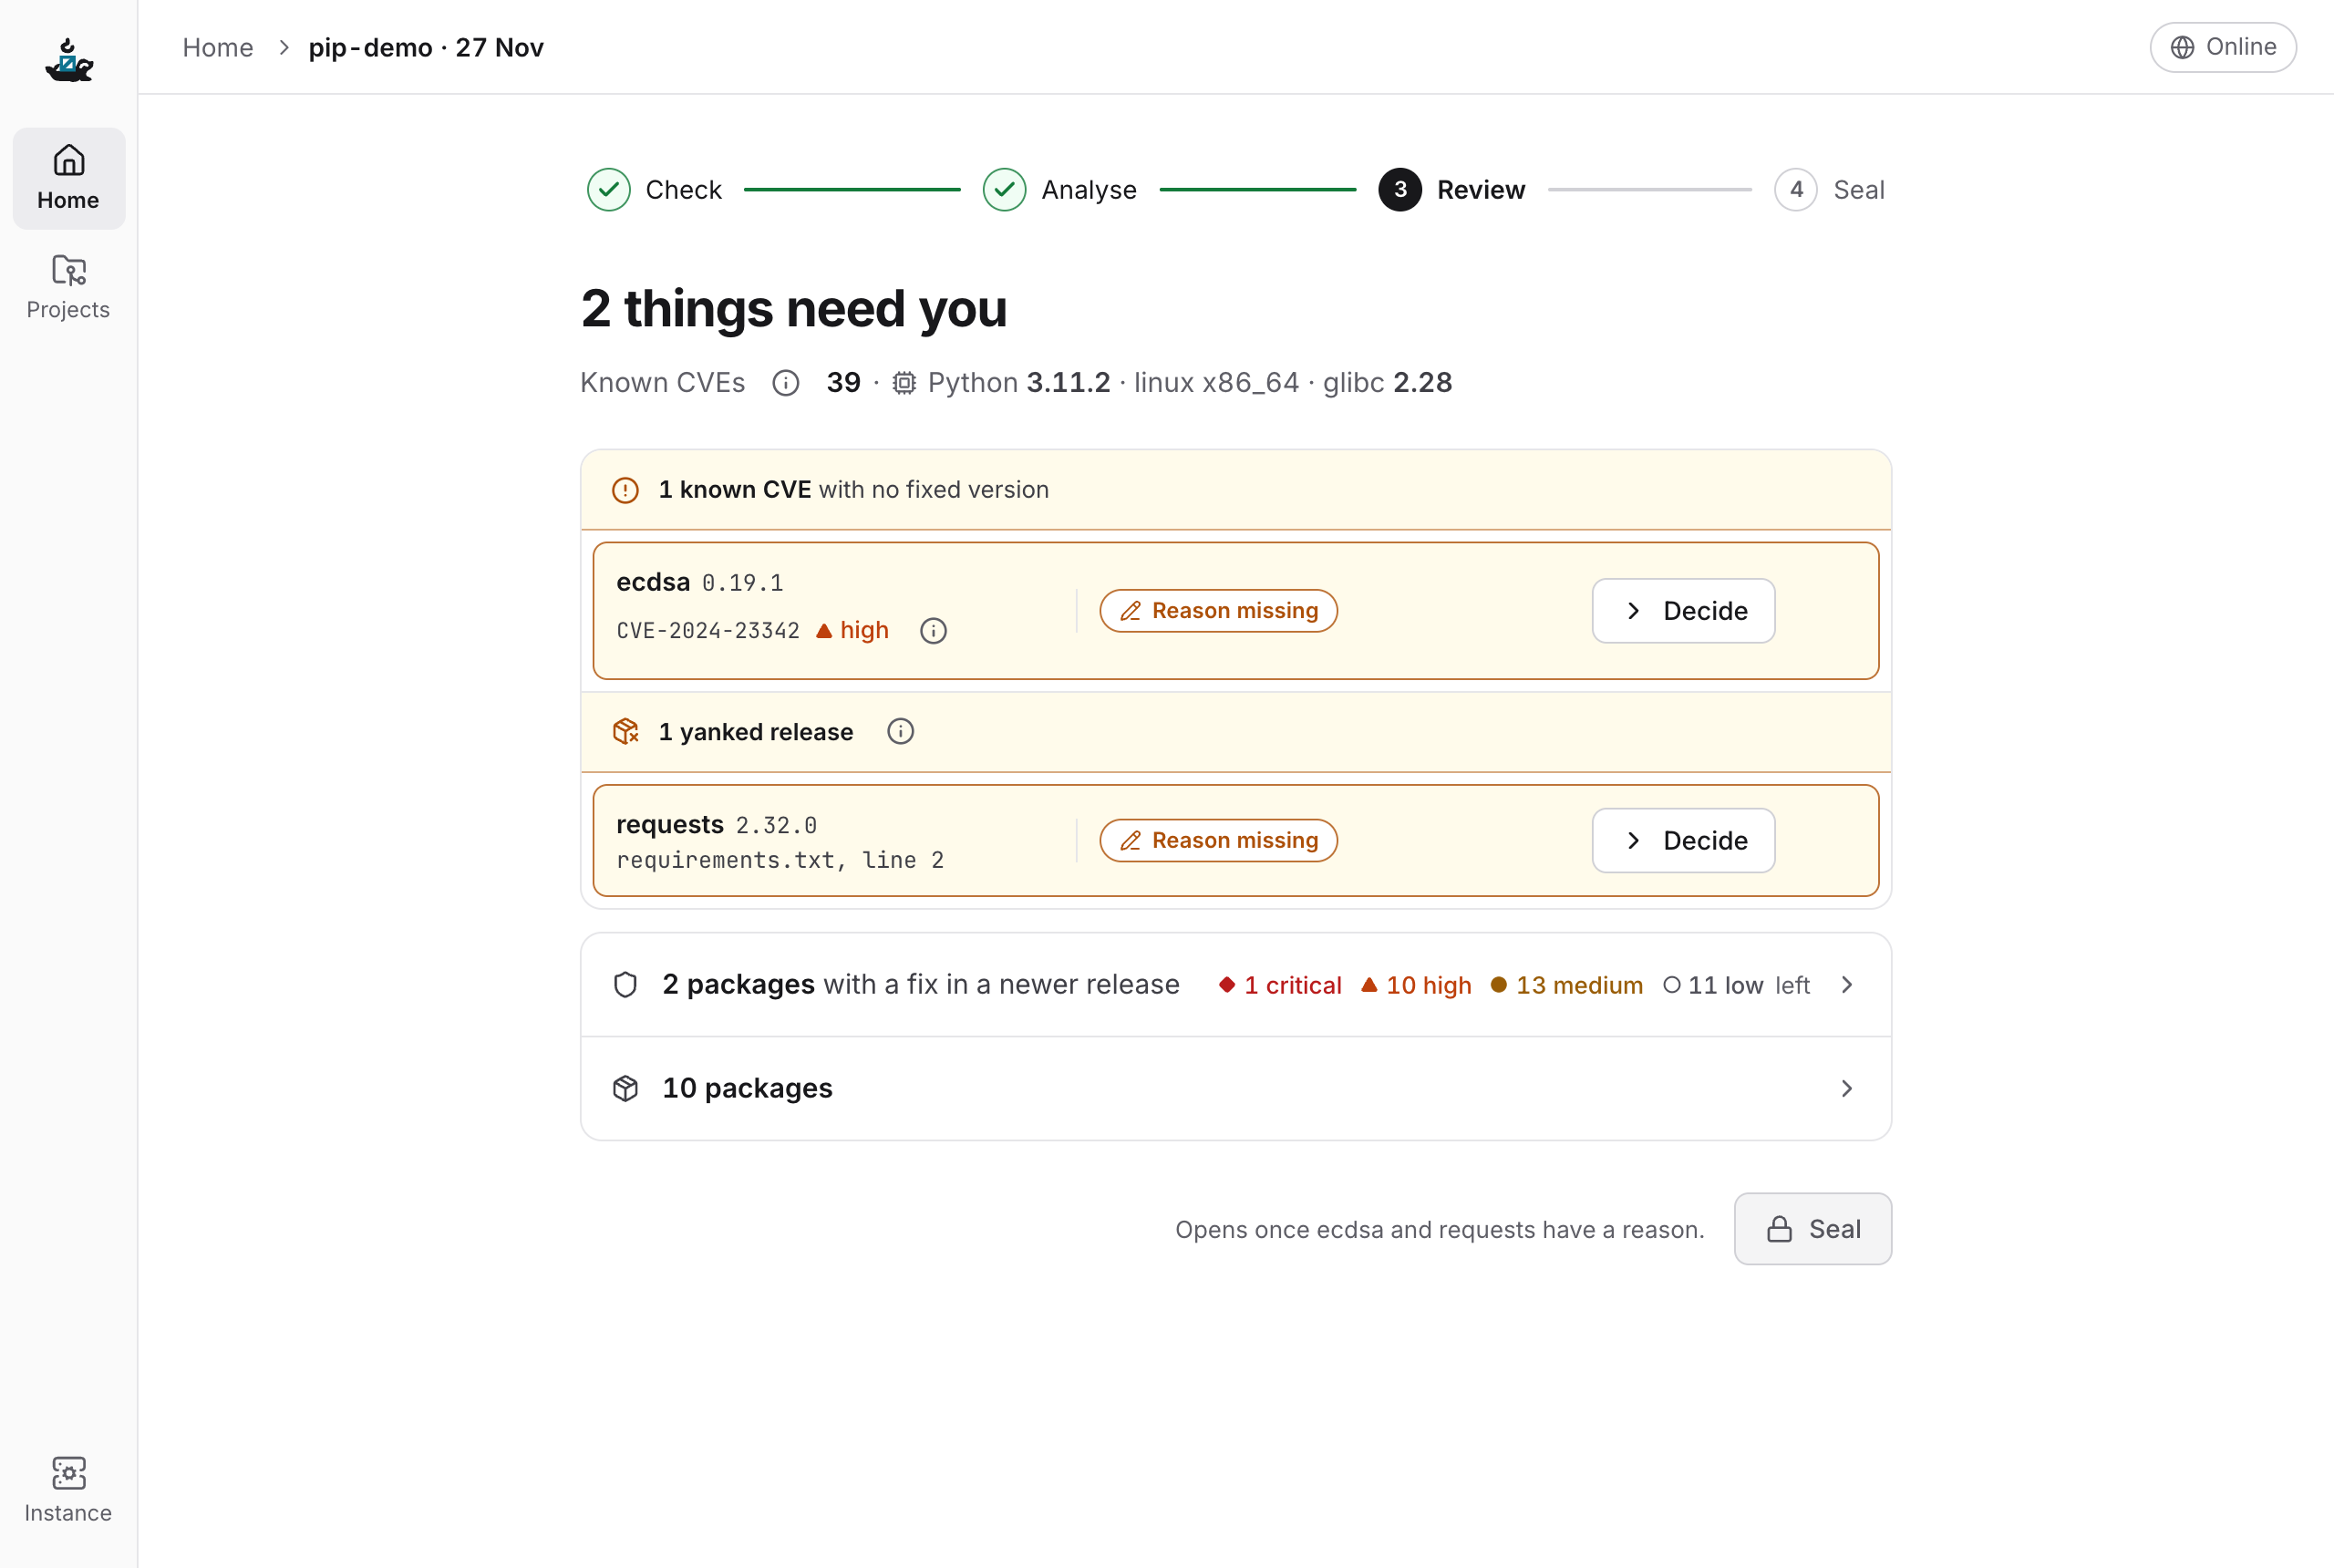 Home
Projects
Instance
Home > pip-demo · 27 Nov
Online
Check
Analyse
3 Review
4 Seal
2 things need you
Known CVEs 39 · Python 3.11.2 · linux x86_64 · glibc 2.28
1 known CVE with no fixed version
ecdsa 0.19.1
CVE-2024-23342 high
Reason missing
Decide
1 yanked release
requests 2.32.0
requirements.txt, line 2
Reason missing
Decide
2 packages with a fix in a newer release 1 critical 10 high 13 medium 11 low left
10 packages
Opens once ecdsa and requests have a reason.
Seal